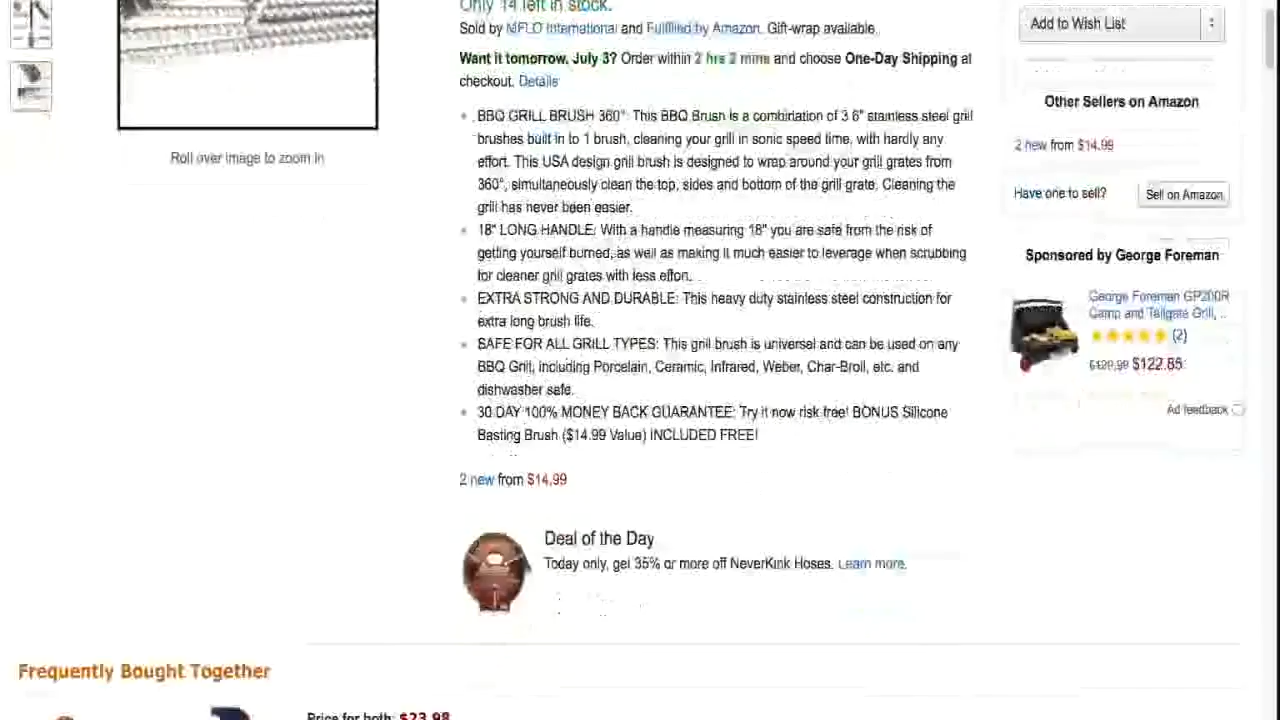 Only 14 left in stock.
Sold by MFLO International and Fulfilled by Amazon. Gift-wrap available.
Want it tomorrow, July 3? Order within 2 hrs 2 mins and choose One-Day Shipping at
checkout. Details
BBQ GRILL BRUSH 360°: This BBQ Brush is a combination of 3 6" stainless steel grill
brushes built in to 1 brush, cleaning your grill in sonic speed time, with hardly any
effort. This USA design grill brush is designed to wrap around your grill grates from
360°, simultaneously clean the top, sides and bottom of the grill grate. Cleaning the
grill has never been easier.
18" LONG HANDLE: With a handle measuring 18" you are safe from the risk of
getting yourself burned, as well as making it much easier to leverage when scrubbing
for cleaner grill grates with less effort.
EXTRA STRONG AND DURABLE: This heavy duty stainless steel construction for
extra long brush life.
SAFE FOR ALL GRILL TYPES: This grill brush is universal and can be used on any
BBQ Grill, including Porcelain, Ceramic, Infrared, Weber, Char-Broil, etc. and
dishwasher safe.
30 DAY 100% MONEY BACK GUARANTEE: Try it now risk free! BONUS Silicone
Basting Brush ($14.99 Value) INCLUDED FREE!
2 new from $14.99
Deal of the Day
Today only, get 35% or more off NeverKink Hoses. Learn more.
Roll over image to zoom in
Add to Wish List
Other Sellers on Amazon
2 new from $14.99
Have one to sell? Sell on Amazon
Sponsored by George Foreman
George Foreman GP200R
Camp and Tailgate Grill, ...
(2)
$129.99 $122.85
Ad feedback
Frequently Bought Together
Price for both: $23.98